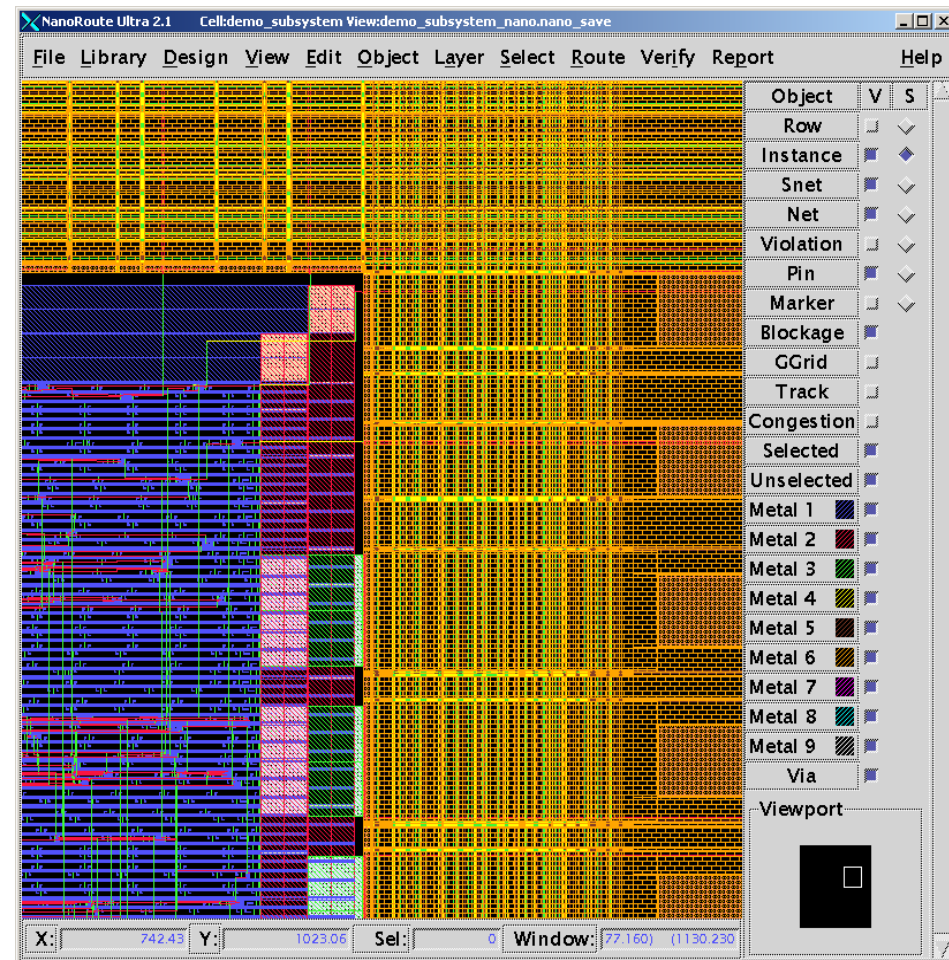 NanoRoute Ultra 2.1 Cell:demo_subsystem View:demo_subsystem_nano.nano_save
File Library Design View Edit Object Layer Select Route Verify Report Help
Object V S
Row
Instance
Snet
Net
Violation
Pin
Marker
Blockage
GGrid
Track
Congestion
Selected
Unselected
Metal 1
Metal 2
Metal 3
Metal 4
Metal 5
Metal 6
Metal 7
Metal 8
Metal 9
Via
Viewport
X: 742.43 Y: 1023.06 Sel: 0 Window: 77.160) (1130.230